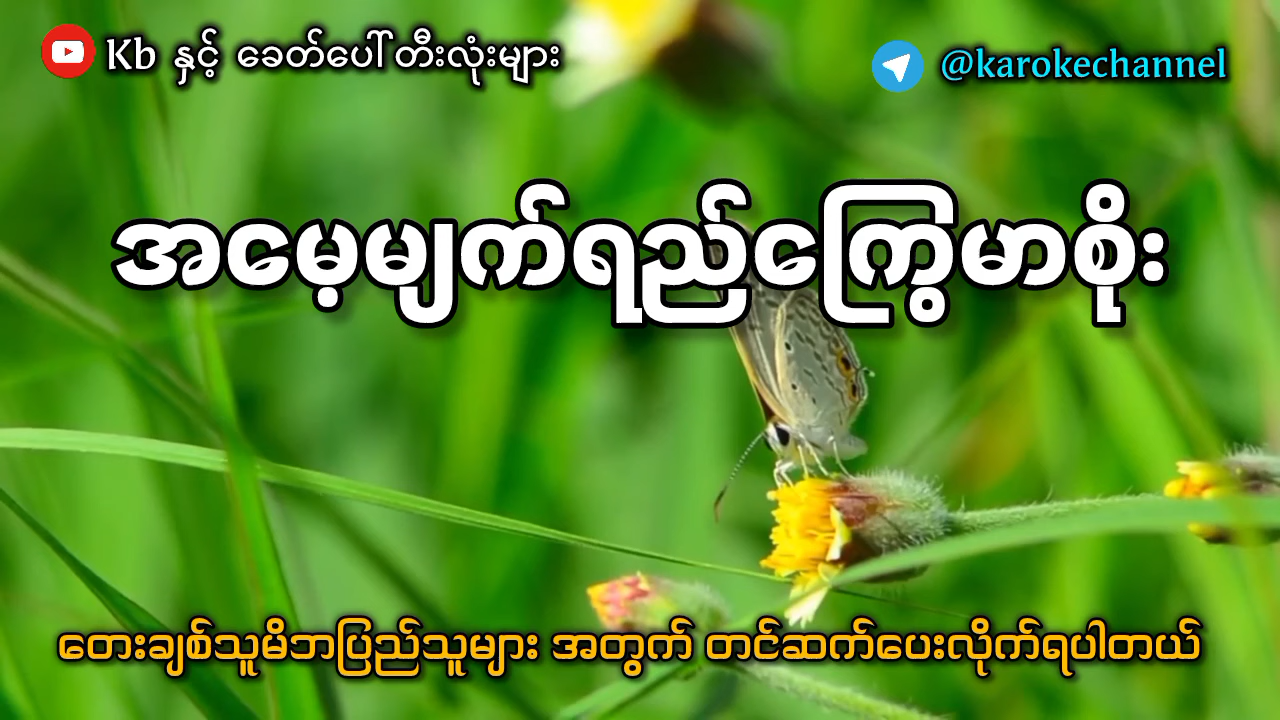 Kb နှင့် ခေတ်ပေါ်တီးလုံးများ
@karokechannel
အမေ့မျက်ရည်ကြွေမာစိုး
တေးချစ်သူမိဘပြည်သူများ အတွက် တင်ဆက်ပေးလိုက်ရပါတယ်